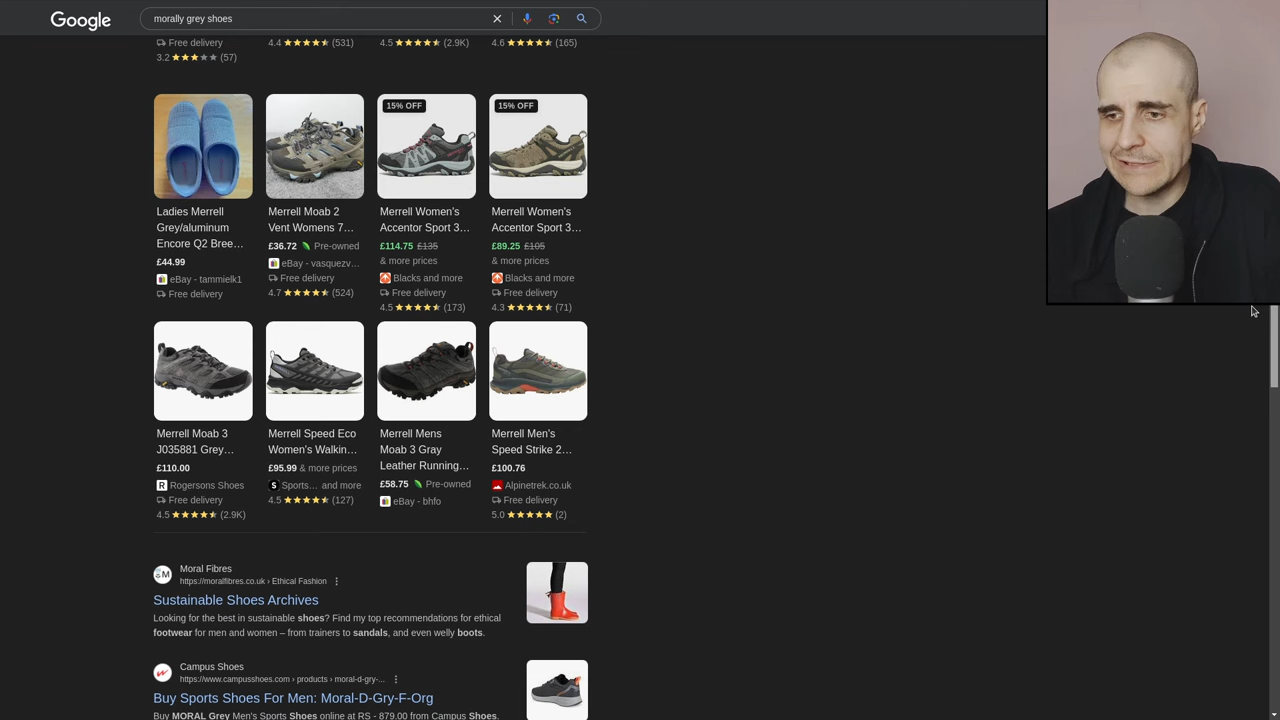 Google
morally grey shoes
Free delivery
3.2 (57)
4.4 (531)
4.5 (2.9K)
4.6 (165)
Ladies Merrell
Grey/aluminum
Encore Q2 Bree…
£44.99
eBay - tammielk1
Free delivery
Merrell Moab 2
Vent Womens 7…
£36.72 Pre-owned
eBay - vasquezv…
Free delivery
4.7 (524)
15% OFF
Merrell Women's
Accentor Sport 3…
£114.75 £135
& more prices
Blacks and more
Free delivery
4.5 (173)
15% OFF
Merrell Women's
Accentor Sport 3…
£89.25 £105
& more prices
Blacks and more
Free delivery
4.3 (71)
Merrell Moab 3
J035881 Grey…
£110.00
R Rogersons Shoes
Free delivery
4.5 (2.9K)
Merrell Speed Eco
Women's Walkin…
£95.99 & more prices
S Sports… and more
4.5 (127)
Merrell Mens
Moab 3 Gray
Leather Running…
£58.75 Pre-owned
eBay - bhfo
Merrell Men's
Speed Strike 2…
£100.76
Alpinetrek.co.uk
Free delivery
5.0 (2)
Moral Fibres
https://moralfibres.co.uk › Ethical Fashion
Sustainable Shoes Archives
Looking for the best in sustainable shoes? Find my top recommendations for ethical
footwear for men and women – from trainers to sandals, and even welly boots.
Campus Shoes
https://www.campusshoes.com › products › moral-d-gry-...
Buy Sports Shoes For Men: Moral-D-Gry-F-Org
Buy MORAL Grey Men's Sports Shoes online at RS - 879.00 from Campus Shoes.